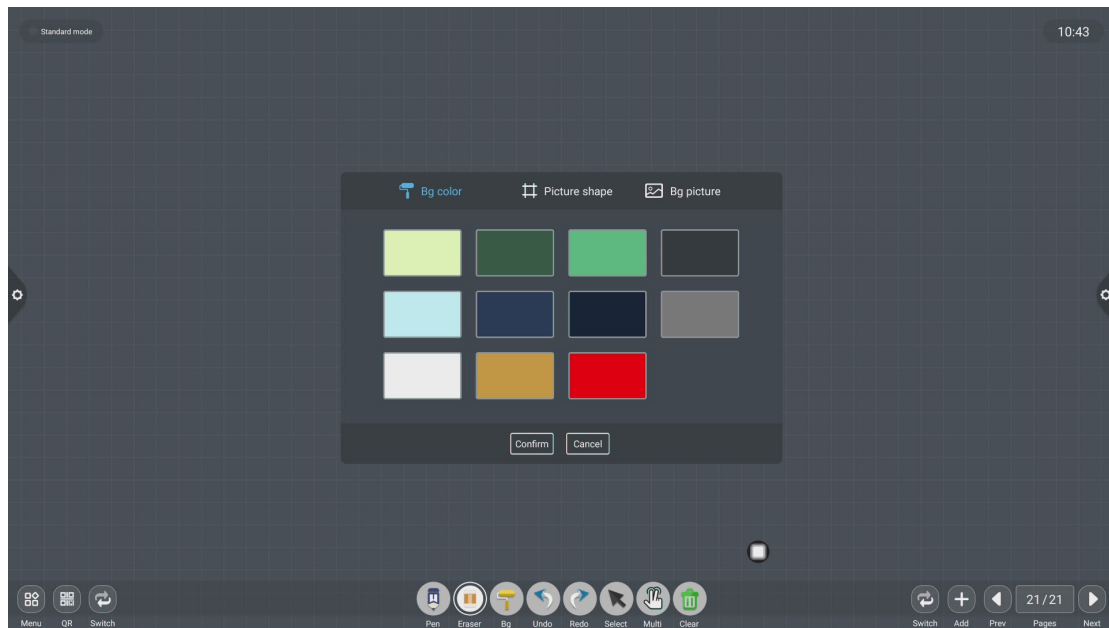 Standard mode
10:43
Bg color
Picture shape
Bg picture
Confirm
Cancel
21/21
Menu
QR
Switch
Pen
Eraser
Bg
Undo
Redo
Select
Multi
Clear
Switch
Add
Prev
Pages
Next